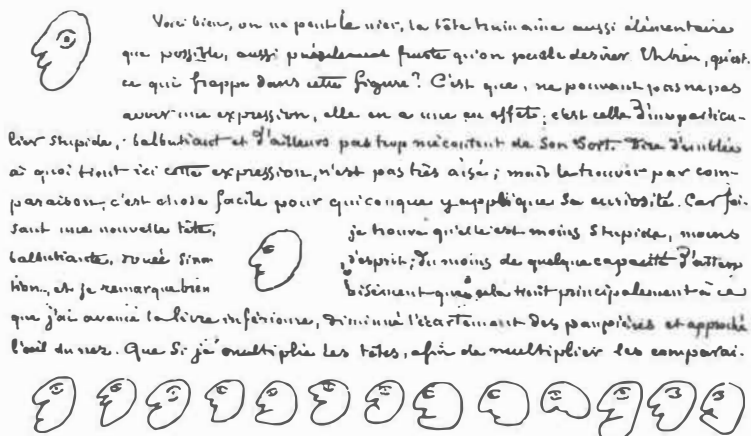 Voici bien, on ne peut le nier, la tête humaine aussi élémentaire
que possible, aussi puérilement fruste qu'on puisse desirer. Eh bien, qu'est
ce qui frappe dans cette figure? C'est que, ne pouvant pas ne pas
avoir une expression, elle en a une en effet; c'est celle d'un particu-
lier stupide, balbutiant et d'ailleurs pas trop mécontent de son sort. Dire d'emblée
à quoi tient ici cette expression, n'est pas très aisé; mais le trouver par com-
paraison, c'est chose facile pour quiconque y applique sa curiosité. Car fai-
sant une nouvelle tête, je trouve qu'elle est moins stupide, moins
balbutiante, douée sinon d'esprit, du moins de quelque capacité d'atten
tion, et je remarque bien aisément que cela tient principalement à ce
que j'ai avancé la lèvre inférieure, diminué l'écartement des paupières et approché
l'œil du nez. Que si je multiplie les têtes, afin de multiplier les comparai-